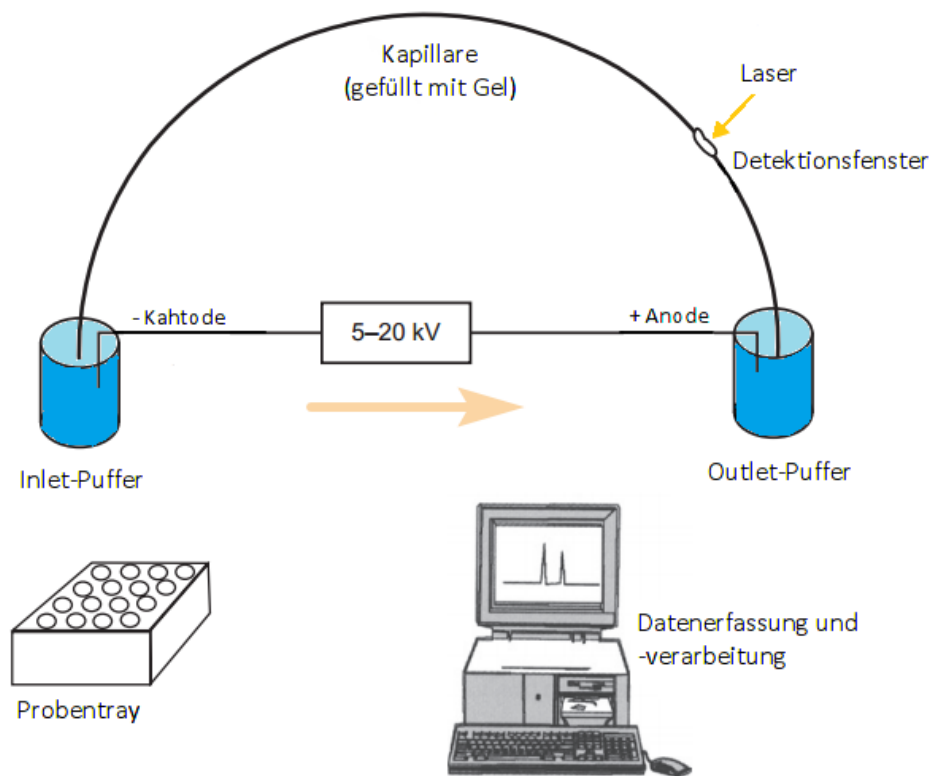 Kapillare
(gefüllt mit Gel)
Laser
Detektionsfenster
- Kahtode
5–20 kV
+ Anode
Inlet-Puffer
Outlet-Puffer
Probentray
Datenerfassung und
-verarbeitung